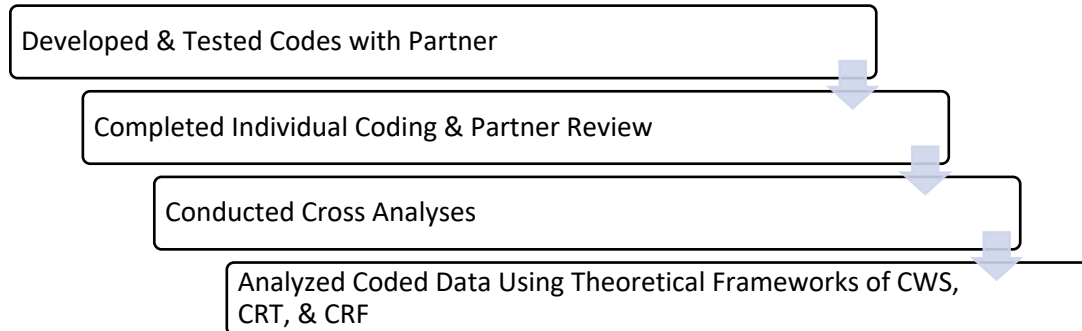 Developed & Tested Codes with Partner
Completed Individual Coding & Partner Review
Conducted Cross Analyses
Analyzed Coded Data Using Theoretical Frameworks of CWS,
CRT, & CRF